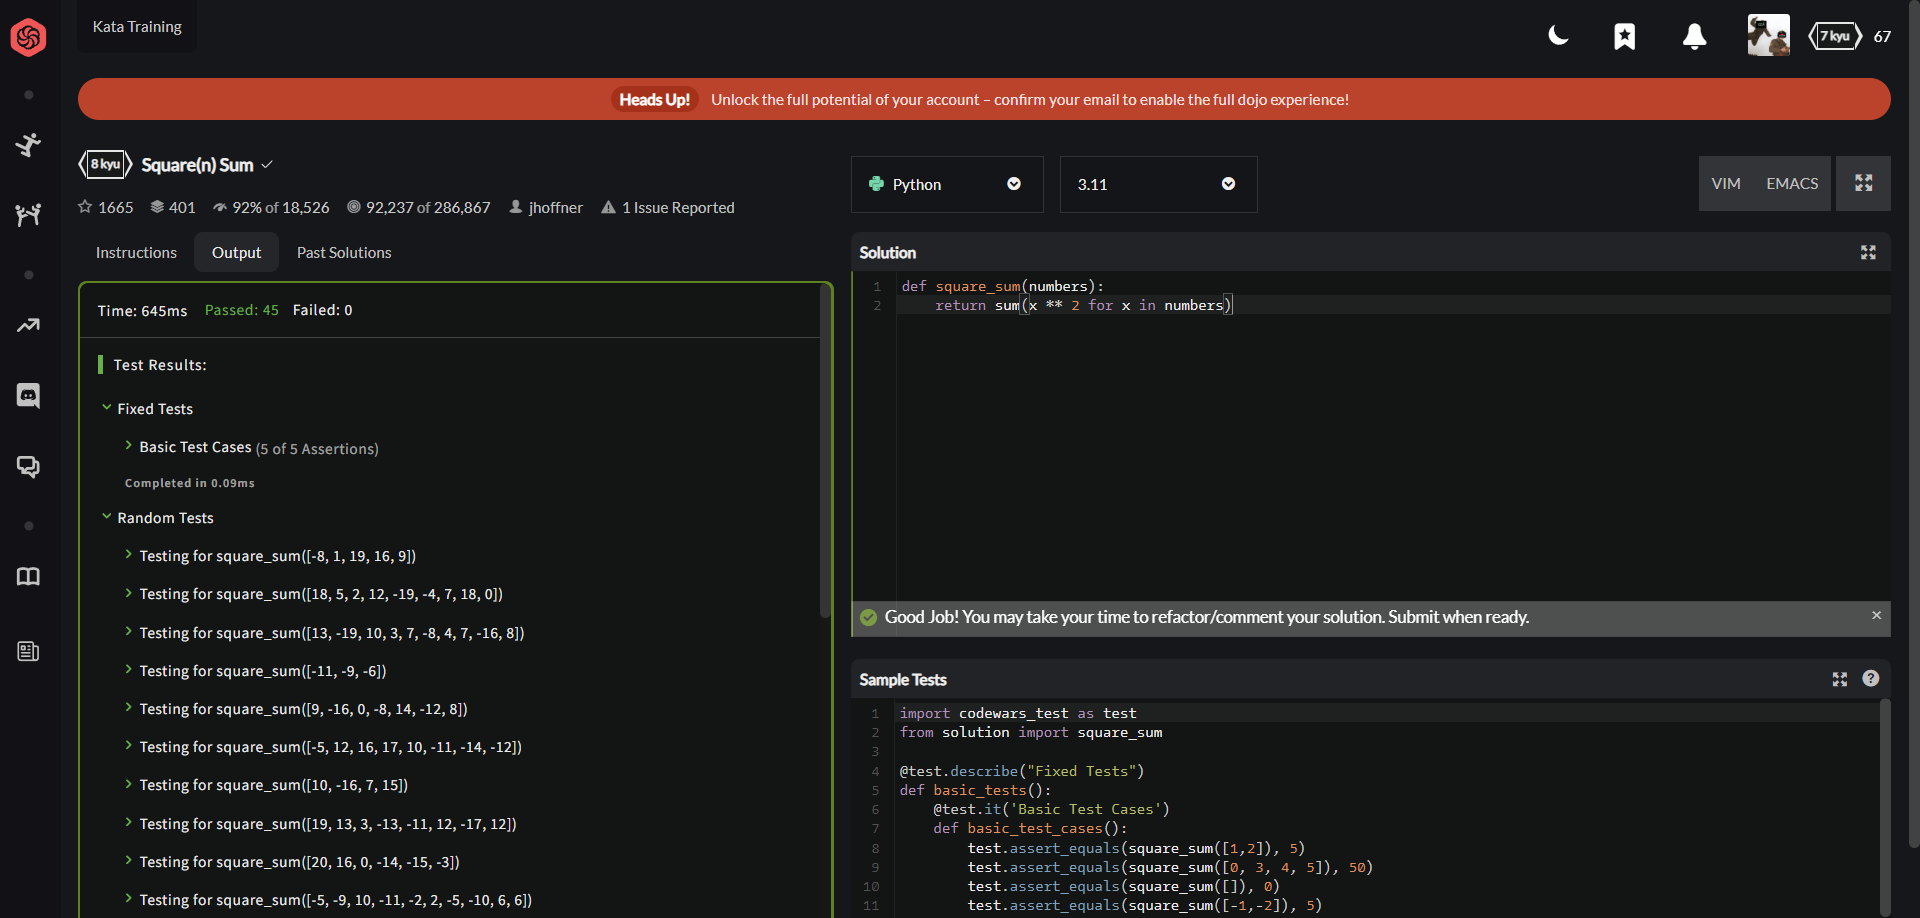 Kata Training
7 kyu 67
Heads Up! Unlock the full potential of your account – confirm your email to enable the full dojo experience!
8 kyu Square(n) Sum
1665 401 92% of 18,526 92,237 of 286,867 jhoffner 1 Issue Reported
Instructions Output Past Solutions
Time: 645ms Passed: 45 Failed: 0
Test Results:
Fixed Tests
Basic Test Cases (5 of 5 Assertions)
Completed in 0.09ms
Random Tests
Testing for square_sum([-8, 1, 19, 16, 9])
Testing for square_sum([18, 5, 2, 12, -19, -4, 7, 18, 0])
Testing for square_sum([13, -19, 10, 3, 7, -8, 4, 7, -16, 8])
Testing for square_sum([-11, -9, -6])
Testing for square_sum([9, -16, 0, -8, 14, -12, 8])
Testing for square_sum([-5, 12, 16, 17, 10, -11, -14, -12])
Testing for square_sum([10, -16, 7, 15])
Testing for square_sum([19, 13, 3, -13, -11, 12, -17, 12])
Testing for square_sum([20, 16, 0, -14, -15, -3])
Testing for square_sum([-5, -9, 10, -11, -2, 2, -5, -10, 6, 6])
Python 3.11 VIM EMACS
Solution
1 def square_sum(numbers):
2     return sum(x ** 2 for x in numbers)
Good Job! You may take your time to refactor/comment your solution. Submit when ready.
Sample Tests
1 import codewars_test as test
2 from solution import square_sum
3
4 @test.describe("Fixed Tests")
5 def basic_tests():
6     @test.it('Basic Test Cases')
7     def basic_test_cases():
8         test.assert_equals(square_sum([1,2]), 5)
9         test.assert_equals(square_sum([0, 3, 4, 5]), 50)
10         test.assert_equals(square_sum([]), 0)
11         test.assert_equals(square_sum([-1,-2]), 5)